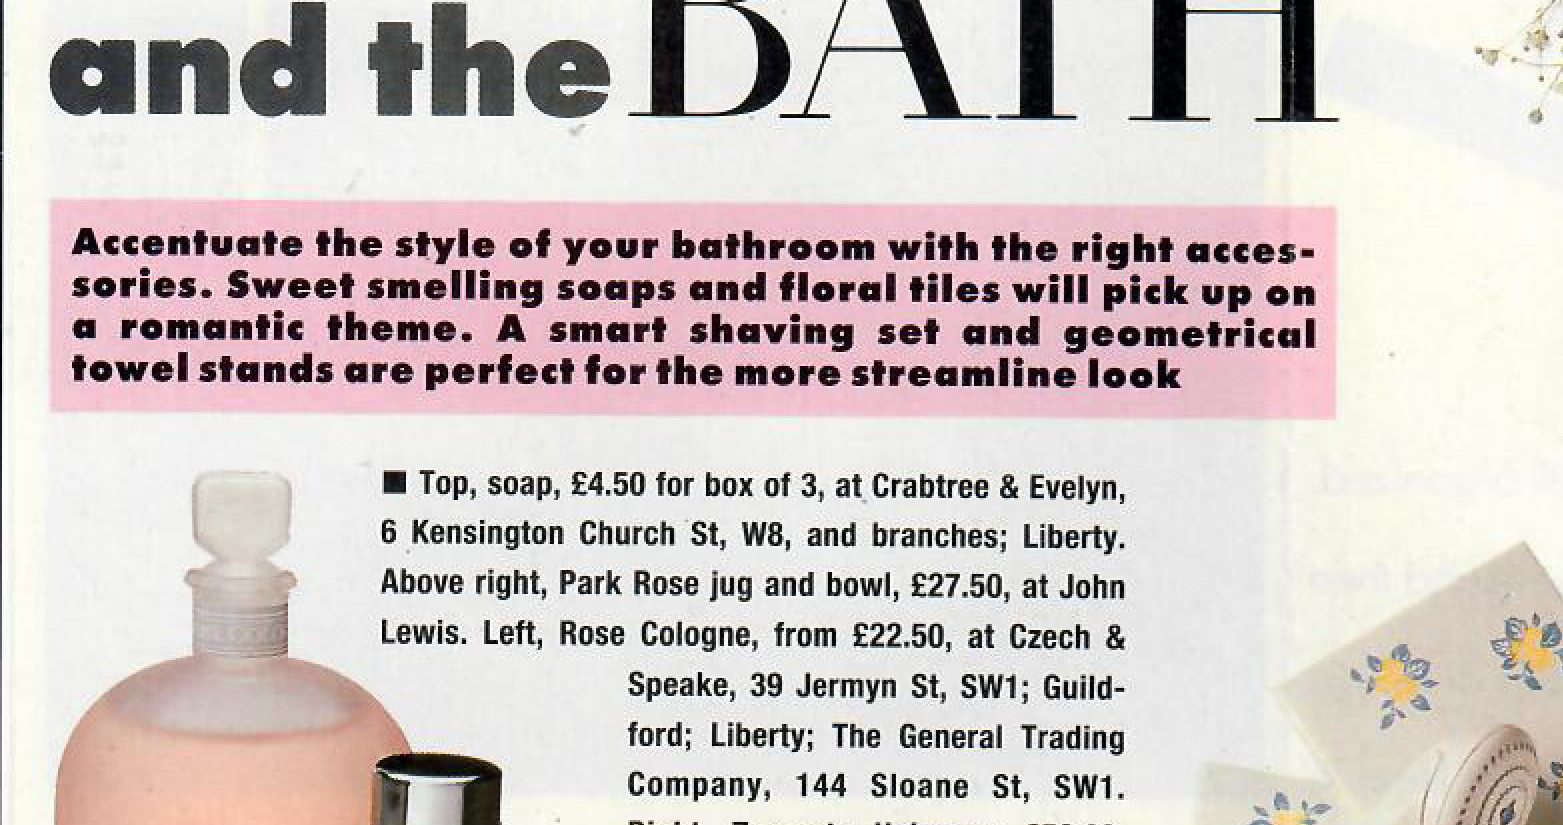 and the BATH
Accentuate the style of your bathroom with the right acces-
sories. Sweet smelling soaps and floral tiles will pick up on
a romantic theme. A smart shaving set and geometrical
towel stands are perfect for the more streamline look
■ Top, soap, £4.50 for box of 3, at Crabtree & Evelyn,
6 Kensington Church St, W8, and branches; Liberty.
Above right, Park Rose jug and bowl, £27.50, at John
Lewis. Left, Rose Cologne, from £22.50, at Czech &
Speake, 39 Jermyn St, SW1; Guild-
ford; Liberty; The General Trading
Company, 144 Sloane St, SW1.